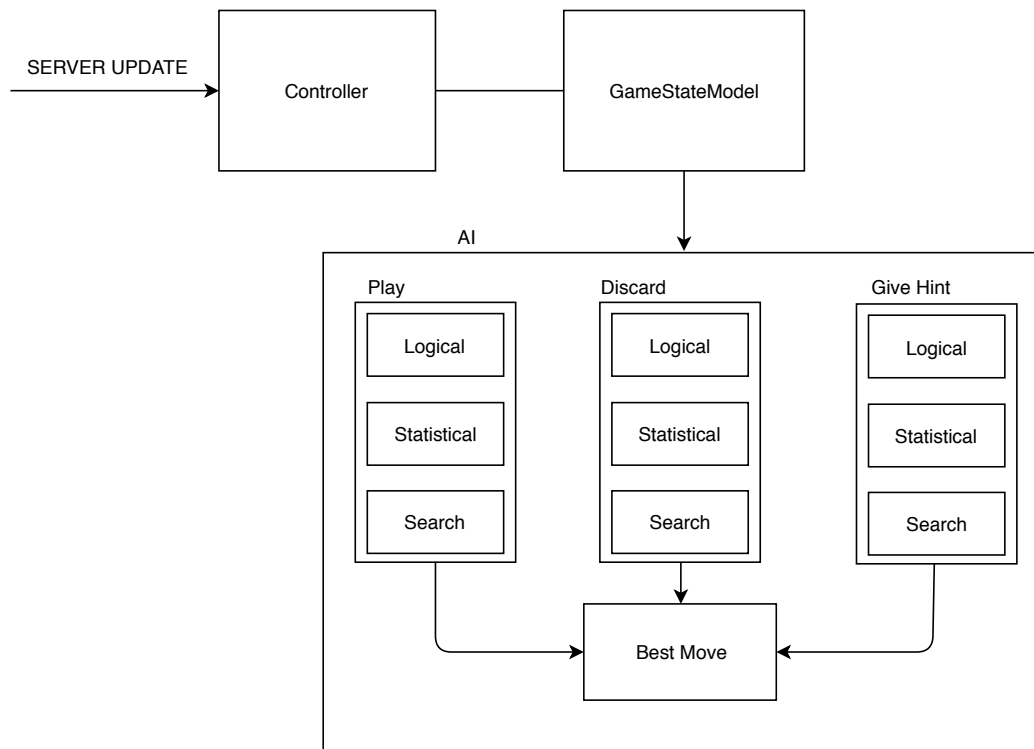 SERVER UPDATE
Controller
GameStateModel
AI
Play
Discard
Give Hint
Logical
Logical
Logical
Statistical
Statistical
Statistical
Search
Search
Search
Best Move